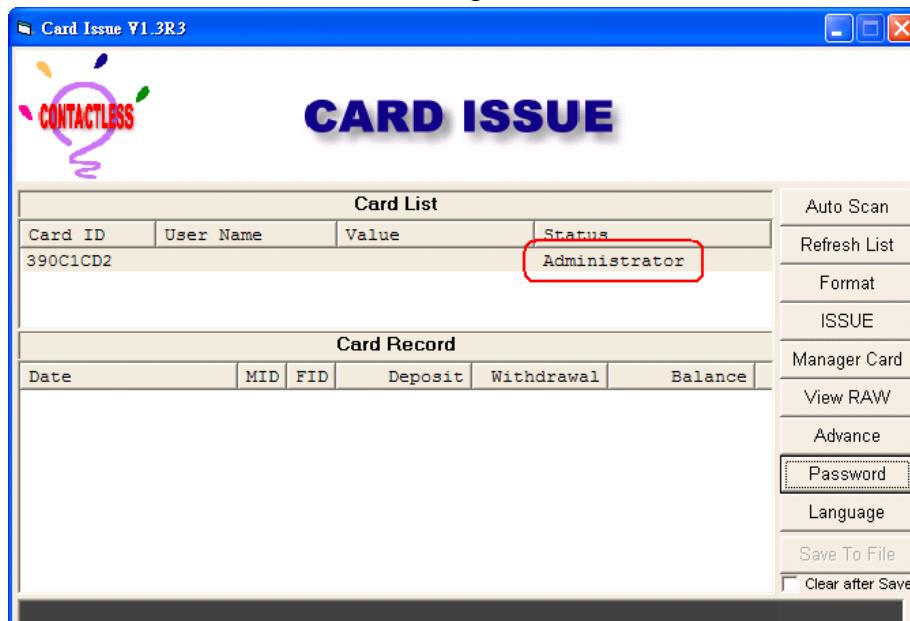 Card Issue V1.3R3
CONTACTLESS
CARD ISSUE
Card List
Card ID User Name Value Status
390C1CD2 Administrator
Card Record
Date MID FID Deposit Withdrawal Balance
Auto Scan
Refresh List
Format
ISSUE
Manager Card
View RAW
Advance
Password
Language
Save To File
Clear after Save